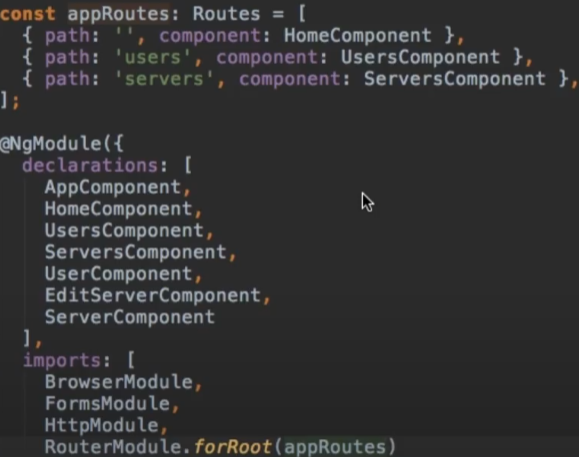 const appRoutes: Routes = [
  { path: '', component: HomeComponent },
  { path: 'users', component: UsersComponent },
  { path: 'servers', component: ServersComponent },
];
@NgModule({
  declarations: [
    AppComponent,
    HomeComponent,
    UsersComponent,
    ServersComponent,
    UserComponent,
    EditServerComponent,
    ServerComponent
  ],
  imports: [
    BrowserModule,
    FormsModule,
    HttpModule,
    RouterModule.forRoot(appRoutes)